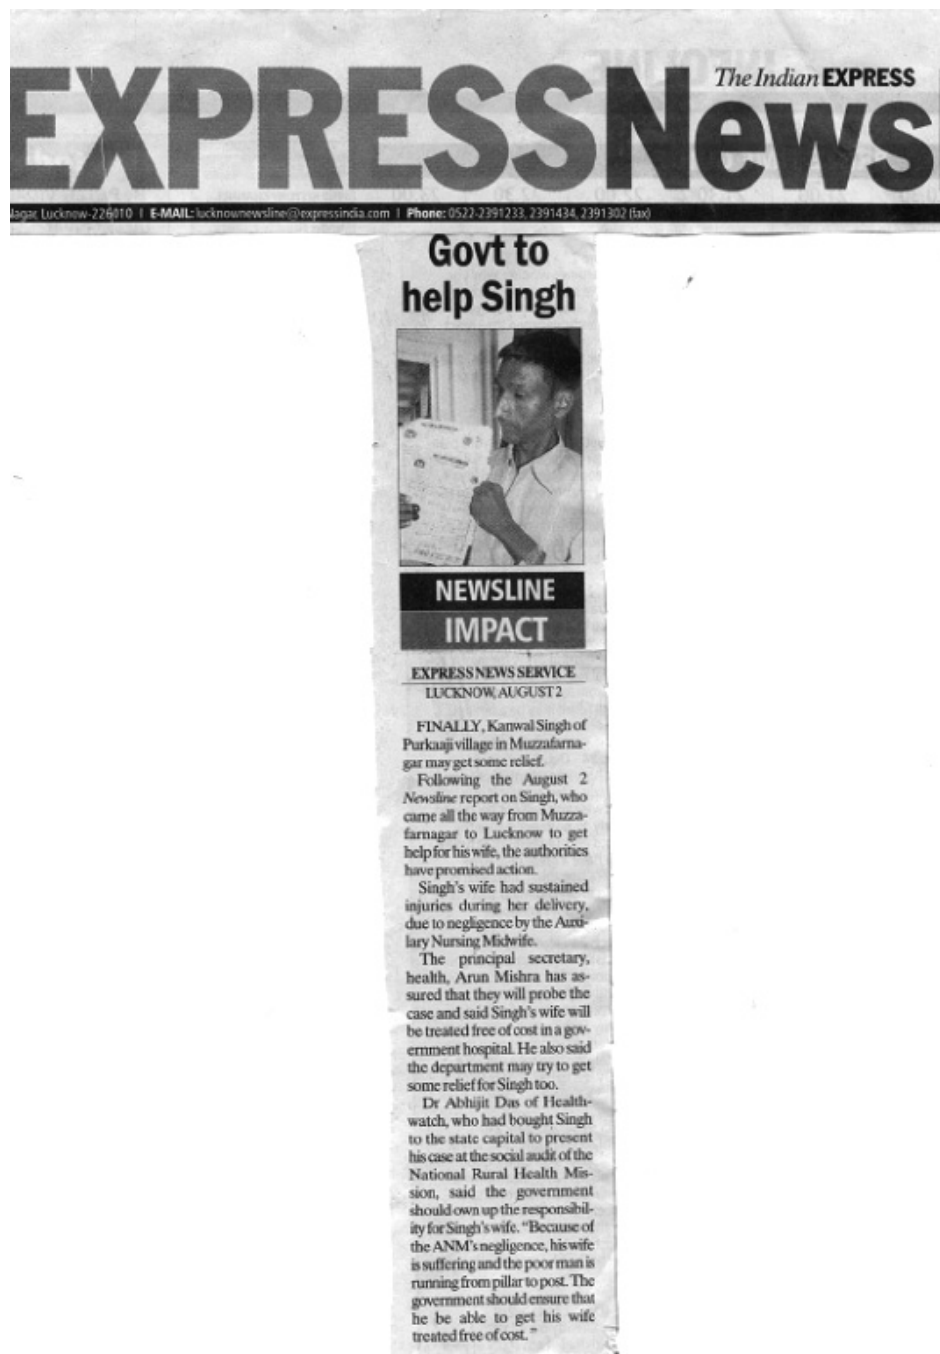 The Indian EXPRESS
EXPRESSNews
Nagar, Lucknow-226010 | E-MAIL: lucknownewsline@expressindia.com | Phone: 0522-2391233, 2391434, 2391302 (fax)
Govt to
help Singh
NEWSLINE
IMPACT
EXPRESS NEWS SERVICE
LUCKNOW, AUGUST 2
FINALLY, Kanwal Singh of
Purkaaji village in Muzzafarna-
gar may get some relief.
Following the August 2
Newsline report on Singh, who
came all the way from Muzza-
farnagar to Lucknow to get
help for his wife, the authorities
have promised action.
Singh's wife had sustained
injuries during her delivery,
due to negligence by the Auxi-
lary Nursing Midwife.
The principal secretary,
health, Arun Mishra has as-
sured that they will probe the
case and said Singh's wife will
be treated free of cost in a gov-
ernment hospital. He also said
the department may try to get
some relief for Singh too.
Dr Abhijit Das of Health-
watch, who had bought Singh
to the state capital to present
his case at the social audit of the
National Rural Health Mis-
sion, said the government
should own up the responsibil-
ity for Singh's wife. "Because of
the ANM's negligence, his wife
is suffering and the poor man is
running from pillar to post. The
government should ensure that
he be able to get his wife
treated free of cost."